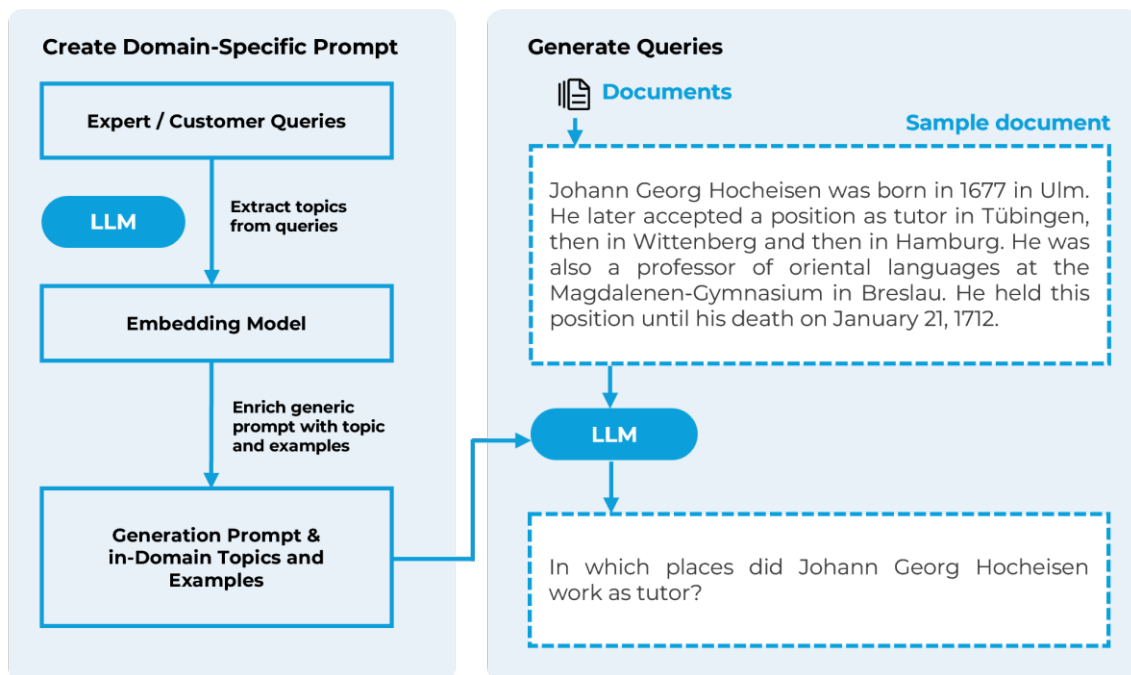 Create Domain-Specific Prompt
Expert / Customer Queries
LLM
Extract topics
from queries
Embedding Model
Enrich generic
prompt with topic
and examples
Generation Prompt &
in-Domain Topics and
Examples
Generate Queries
Documents
Sample document
Johann Georg Hocheisen was born in 1677 in Ulm.
He later accepted a position as tutor in Tübingen,
then in Wittenberg and then in Hamburg. He was
also a professor of oriental languages at the
Magdalenen-Gymnasium in Breslau. He held this
position until his death on January 21, 1712.
LLM
In which places did Johann Georg Hocheisen
work as tutor?